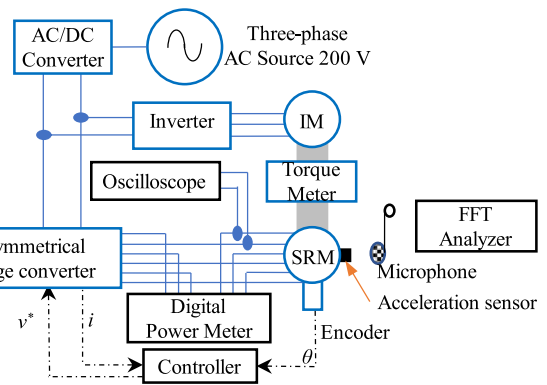 AC/DC
Converter
Three-phase
AC Source 200 V
Inverter
IM
Oscilloscope
Torque
Meter
FFT
Analyzer
converter
SRM
Microphone
Acceleration sensor
Digital
Power Meter
Encoder
v*
i
θ
Controller